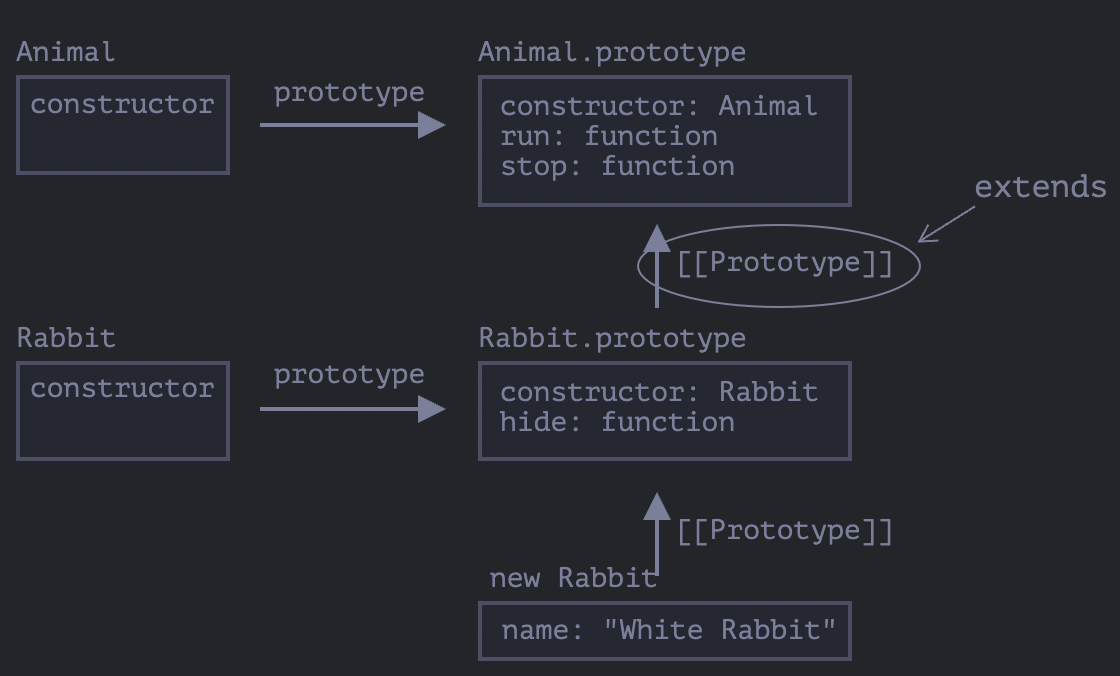 Animal
constructor
prototype
Animal.prototype
constructor: Animal
run: function
stop: function
extends
[[Prototype]]
Rabbit
constructor
prototype
Rabbit.prototype
constructor: Rabbit
hide: function
[[Prototype]]
new Rabbit
name: "White Rabbit"